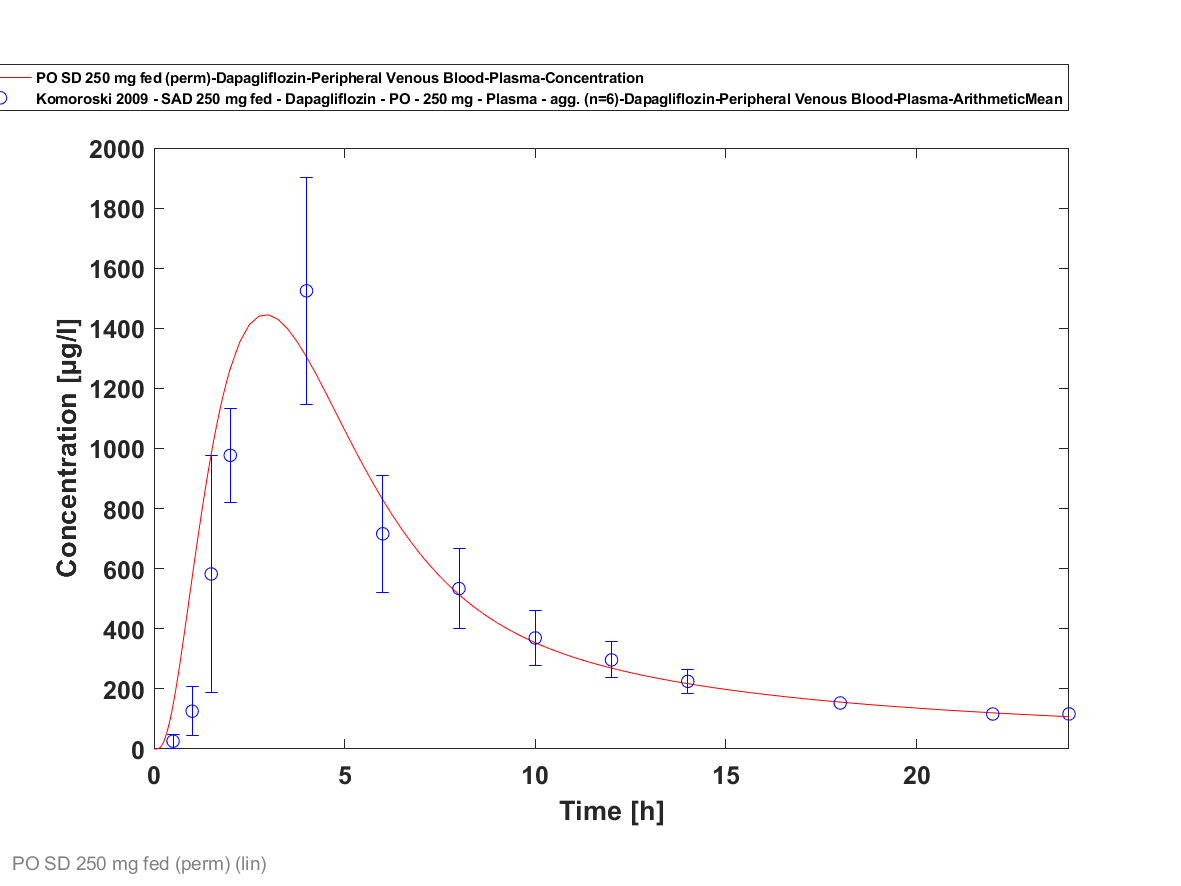 PO SD 250 mg fed (perm)-Dapagliflozin-Peripheral Venous Blood-Plasma-Concentration
Komoroski 2009 - SAD 250 mg fed - Dapagliflozin - PO - 250 mg - Plasma - agg. (n=6)-Dapagliflozin-Peripheral Venous Blood-Plasma-ArithmeticMean
2000
1800
1600
1400
1200
1000
800
600
400
200
0
Concentration [µg/l]
0 5 10 15 20
Time [h]
PO SD 250 mg fed (perm) (lin)